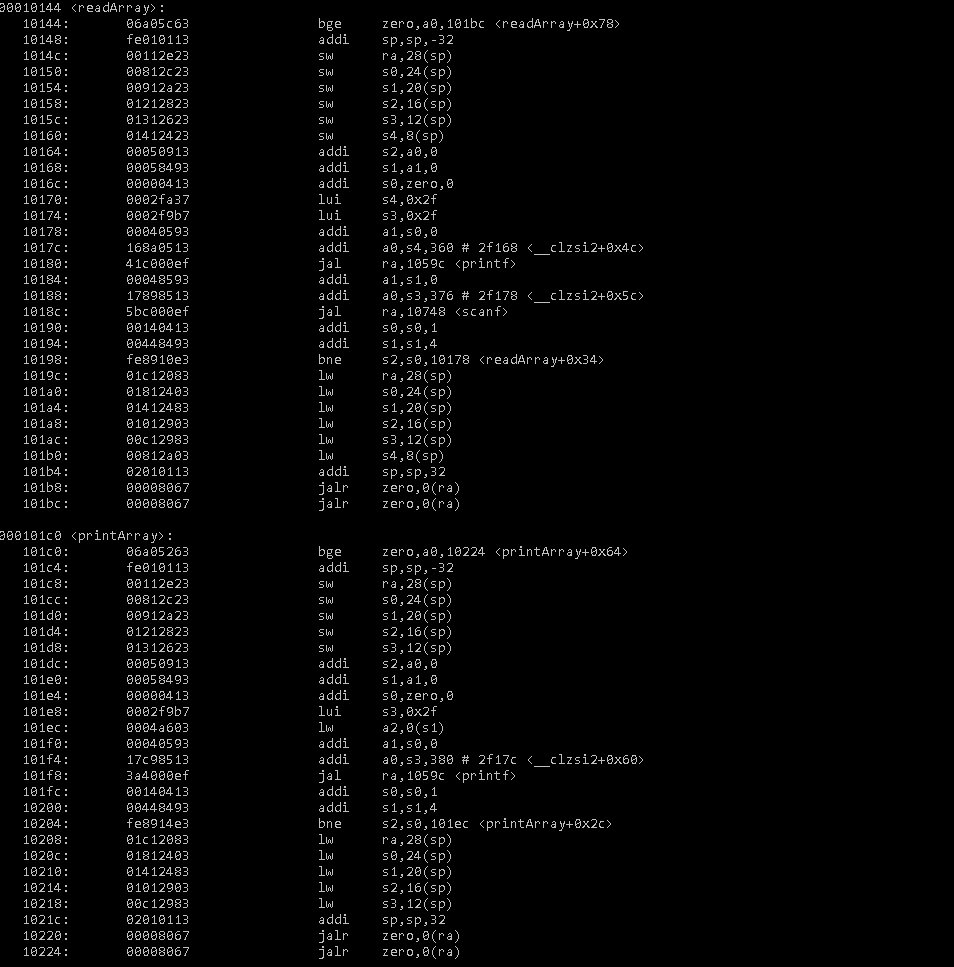 00010144 <readArray>:
10144: 06a05c63 bge zero,a0,101bc <readArray+0x78>
10148: fe010113 addi sp,sp,-32
1014c: 00112e23 sw ra,28(sp)
10150: 00812c23 sw s0,24(sp)
10154: 00912a23 sw s1,20(sp)
10158: 01212823 sw s2,16(sp)
1015c: 01312623 sw s3,12(sp)
10160: 01412423 sw s4,8(sp)
10164: 00050913 addi s2,a0,0
10168: 00058493 addi s1,a1,0
1016c: 00000413 addi s0,zero,0
10170: 0002fa37 lui s4,0x2f
10174: 0002f9b7 lui s3,0x2f
10178: 00040593 addi a1,s0,0
1017c: 168a0513 addi a0,s4,360 # 2f168 <__clzsi2+0x4c>
10180: 41c000ef jal ra,1059c <printf>
10184: 00048593 addi a1,s1,0
10188: 17898513 addi a0,s3,376 # 2f178 <__clzsi2+0x5c>
1018c: 5bc000ef jal ra,10748 <scanf>
10190: 00140413 addi s0,s0,1
10194: 00448493 addi s1,s1,4
10198: fe8910e3 bne s2,s0,10178 <readArray+0x34>
1019c: 01c12083 lw ra,28(sp)
101a0: 01812403 lw s0,24(sp)
101a4: 01412483 lw s1,20(sp)
101a8: 01012903 lw s2,16(sp)
101ac: 00c12983 lw s3,12(sp)
101b0: 00812a03 lw s4,8(sp)
101b4: 02010113 addi sp,sp,32
101b8: 00008067 jalr zero,0(ra)
101bc: 00008067 jalr zero,0(ra)
000101c0 <printArray>:
101c0: 06a05263 bge zero,a0,10224 <printArray+0x64>
101c4: fe010113 addi sp,sp,-32
101c8: 00112e23 sw ra,28(sp)
101cc: 00812c23 sw s0,24(sp)
101d0: 00912a23 sw s1,20(sp)
101d4: 01212823 sw s2,16(sp)
101d8: 01312623 sw s3,12(sp)
101dc: 00050913 addi s2,a0,0
101e0: 00058493 addi s1,a1,0
101e4: 00000413 addi s0,zero,0
101e8: 0002f9b7 lui s3,0x2f
101ec: 0004a603 lw a2,0(s1)
101f0: 00040593 addi a1,s0,0
101f4: 17c98513 addi a0,s3,380 # 2f17c <__clzsi2+0x60>
101f8: 3a4000ef jal ra,1059c <printf>
101fc: 00140413 addi s0,s0,1
10200: 00448493 addi s1,s1,4
10204: fe8914e3 bne s2,s0,101ec <printArray+0x2c>
10208: 01c12083 lw ra,28(sp)
1020c: 01812403 lw s0,24(sp)
10210: 01412483 lw s1,20(sp)
10214: 01012903 lw s2,16(sp)
10218: 00c12983 lw s3,12(sp)
1021c: 02010113 addi sp,sp,32
10220: 00008067 jalr zero,0(ra)
10224: 00008067 jalr zero,0(ra)